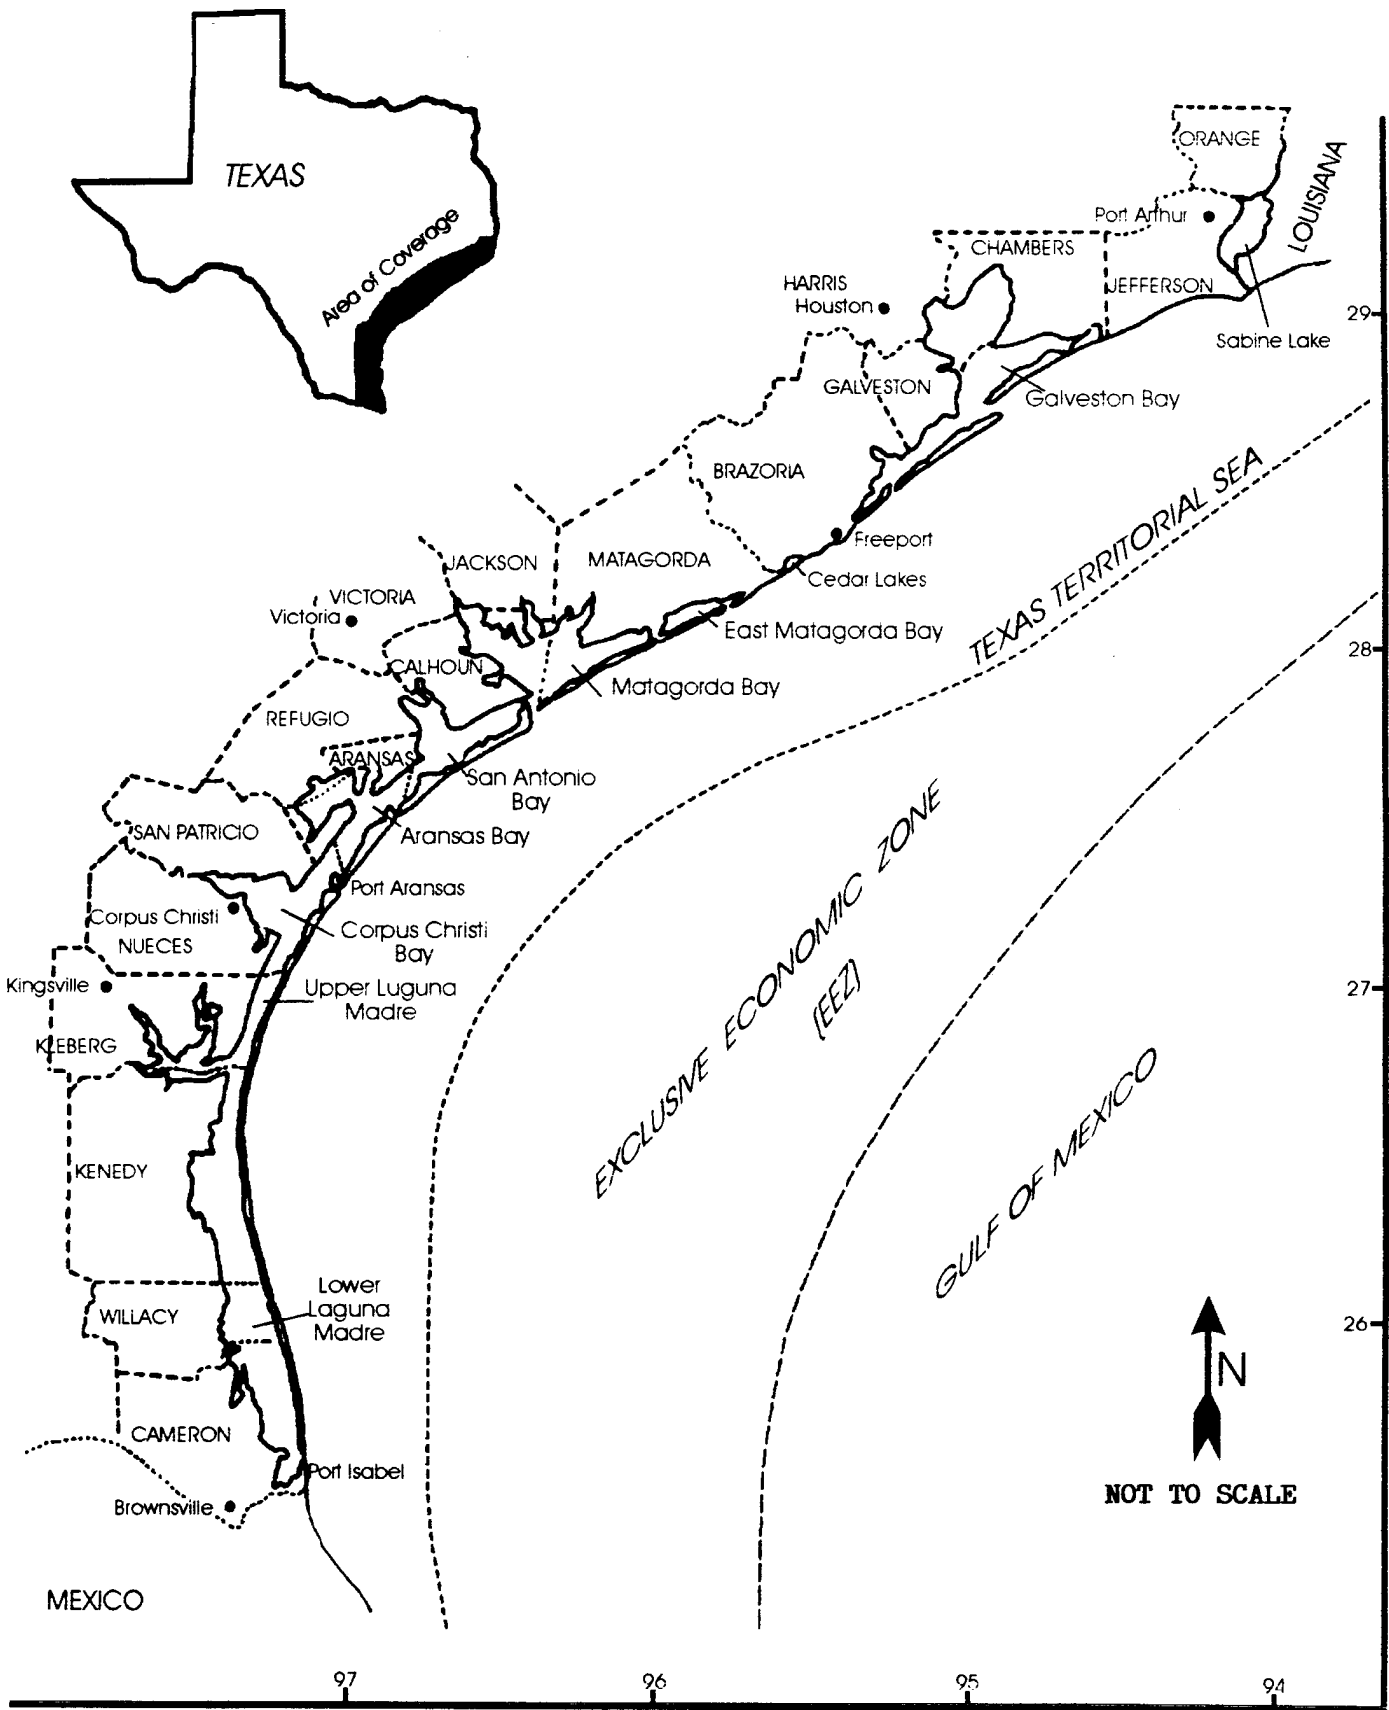 TEXAS
Area of Coverage
ORANGE
LOUISIANA
Port Arthur
CHAMBERS
JEFFERSON
HARRIS
Houston
29
Sabine Lake
GALVESTON
Galveston Bay
BRAZORIA
TEXAS TERRITORIAL SEA
Freeport
JACKSON
MATAGORDA
Cedar Lakes
VICTORIA
Victoria
East Matagorda Bay
28
CALHOUN
Matagorda Bay
REFUGIO
ARANSAS
San Antonio
Bay
SAN PATRICIO
Aransas Bay
EXCLUSIVE ECONOMIC ZONE
(EEZ)
Port Aransas
Corpus Christi
NUECES
Corpus Christi
Bay
Kingsville
Upper Luguna
Madre
27
KLEBERG
GULF OF MEXICO
KENEDY
Lower
Laguna
Madre
WILLACY
26
N
CAMERON
Port Isabel
NOT TO SCALE
Brownsville
MEXICO
97
96
95
94